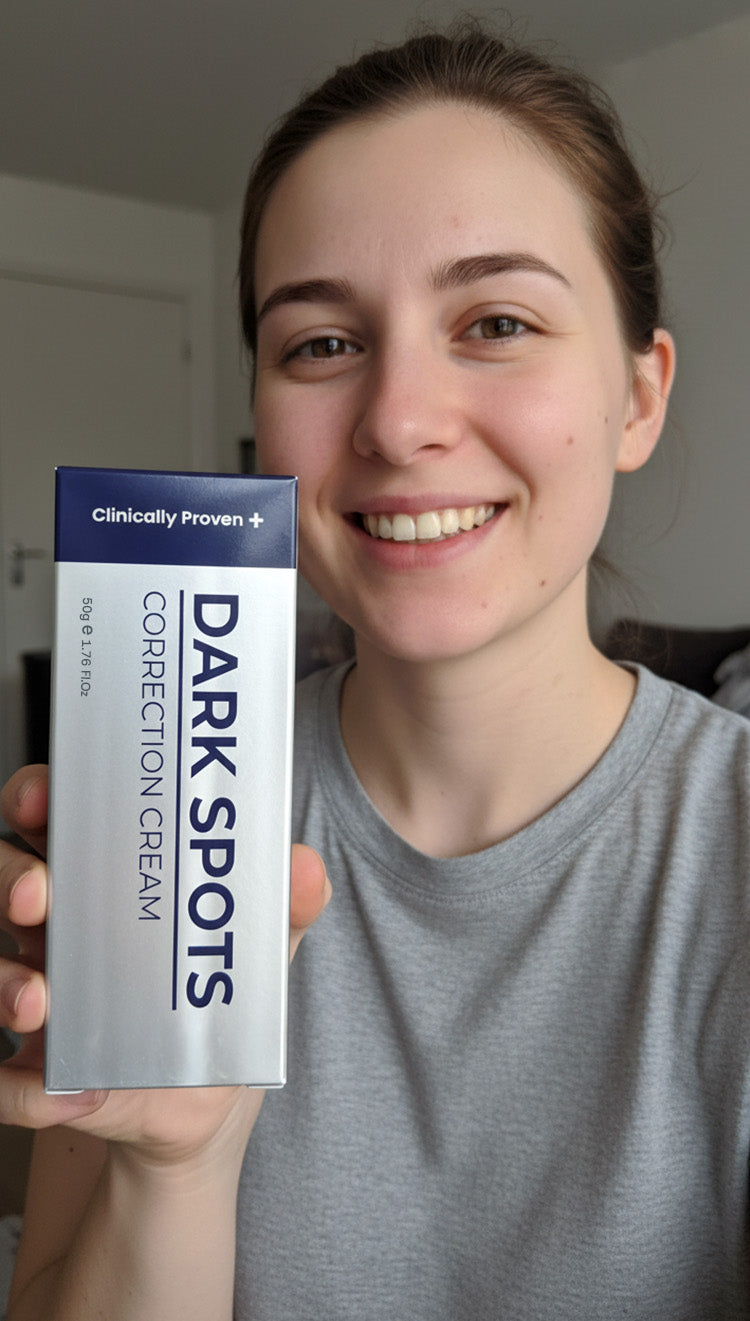 Clinically Proven +
DARK SPOTS
CORRECTION CREAM
50g e 1.76 Fl.Oz